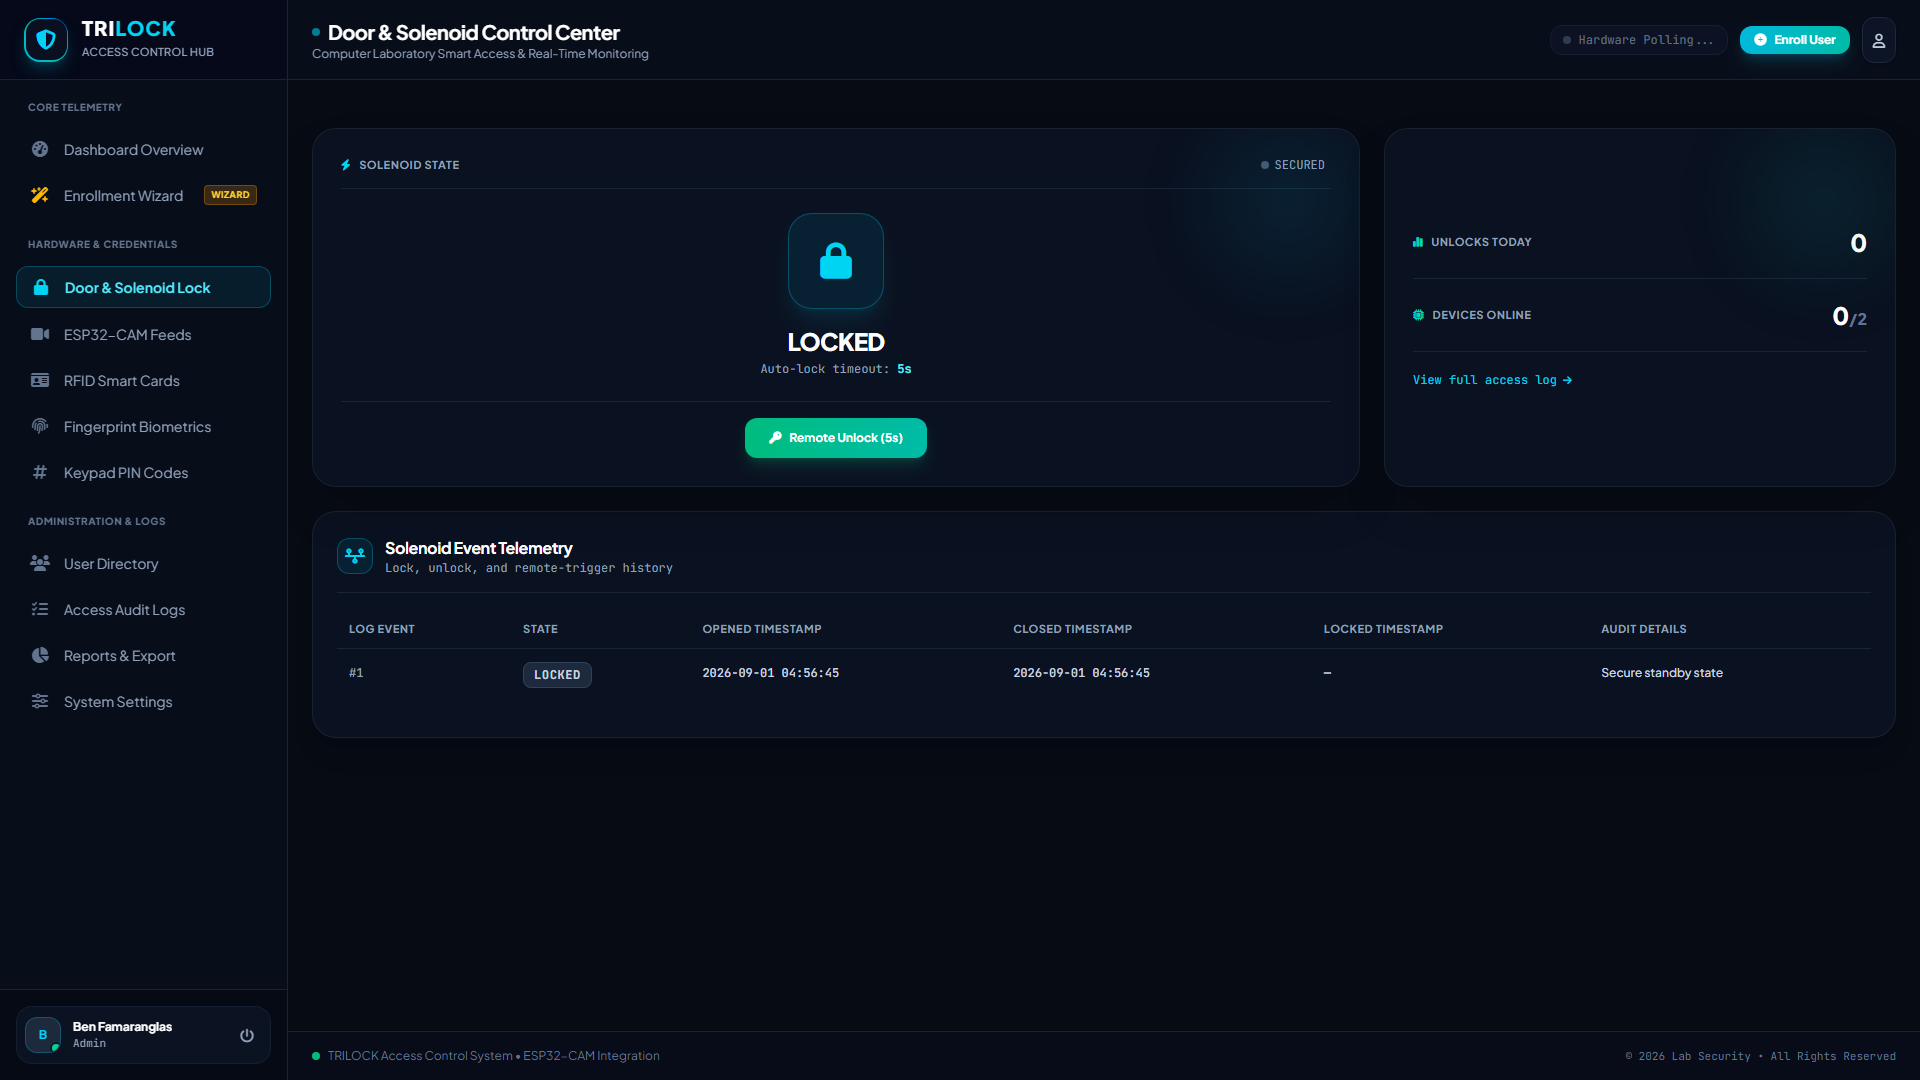 TRILOCK
ACCESS CONTROL HUB
CORE TELEMETRY
Dashboard Overview
Enrollment Wizard WIZARD
HARDWARE & CREDENTIALS
Door & Solenoid Lock
ESP32-CAM Feeds
RFID Smart Cards
Fingerprint Biometrics
Keypad PIN Codes
ADMINISTRATION & LOGS
User Directory
Access Audit Logs
Reports & Export
System Settings
B
Ben Famaranglas
Admin
Door & Solenoid Control Center
Computer Laboratory Smart Access & Real-Time Monitoring
Hardware Polling...
Enroll User
SOLENOID STATE
SECURED
LOCKED
Auto-lock timeout: 5s
Remote Unlock (5s)
UNLOCKS TODAY 0
DEVICES ONLINE 0/2
View full access log →
Solenoid Event Telemetry
Lock, unlock, and remote-trigger history
LOG EVENT STATE OPENED TIMESTAMP CLOSED TIMESTAMP LOCKED TIMESTAMP AUDIT DETAILS
#1 LOCKED 2026-09-01 04:56:45 2026-09-01 04:56:45 — Secure standby state
TRILOCK Access Control System • ESP32-CAM Integration
© 2026 Lab Security • All Rights Reserved